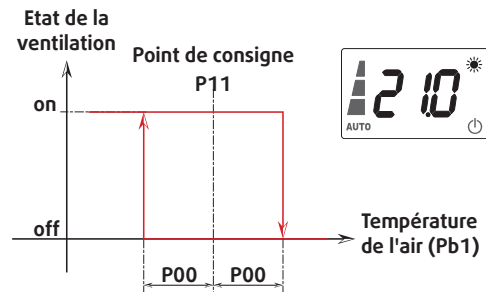 Etat de la
ventilation
Point de consigne
P11
on
off
P00
P00
Température
de l'air (Pb1)
21.0
AUTO